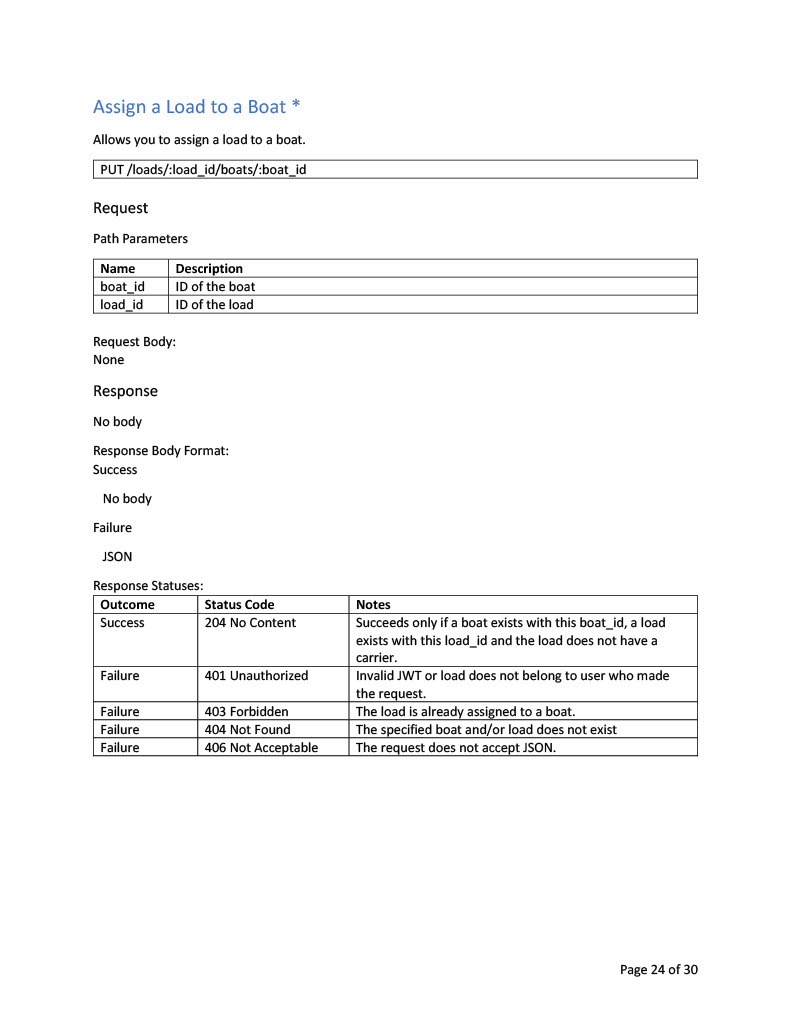 Assign a Load to a Boat *
Allows you to assign a load to a boat.
PUT /loads/:load_id/boats/:boat_id
Request
Path Parameters
Name Description
boat_id ID of the boat
load_id ID of the load
Request Body:
None
Response
No body
Response Body Format:
Success
No body
Failure
JSON
Response Statuses:
Outcome Status Code Notes
Success 204 No Content Succeeds only if a boat exists with this boat_id, a load
exists with this load_id and the load does not have a
carrier.
Failure 401 Unauthorized Invalid JWT or load does not belong to user who made
the request.
Failure 403 Forbidden The load is already assigned to a boat.
Failure 404 Not Found The specified boat and/or load does not exist
Failure 406 Not Acceptable The request does not accept JSON.
Page 24 of 30